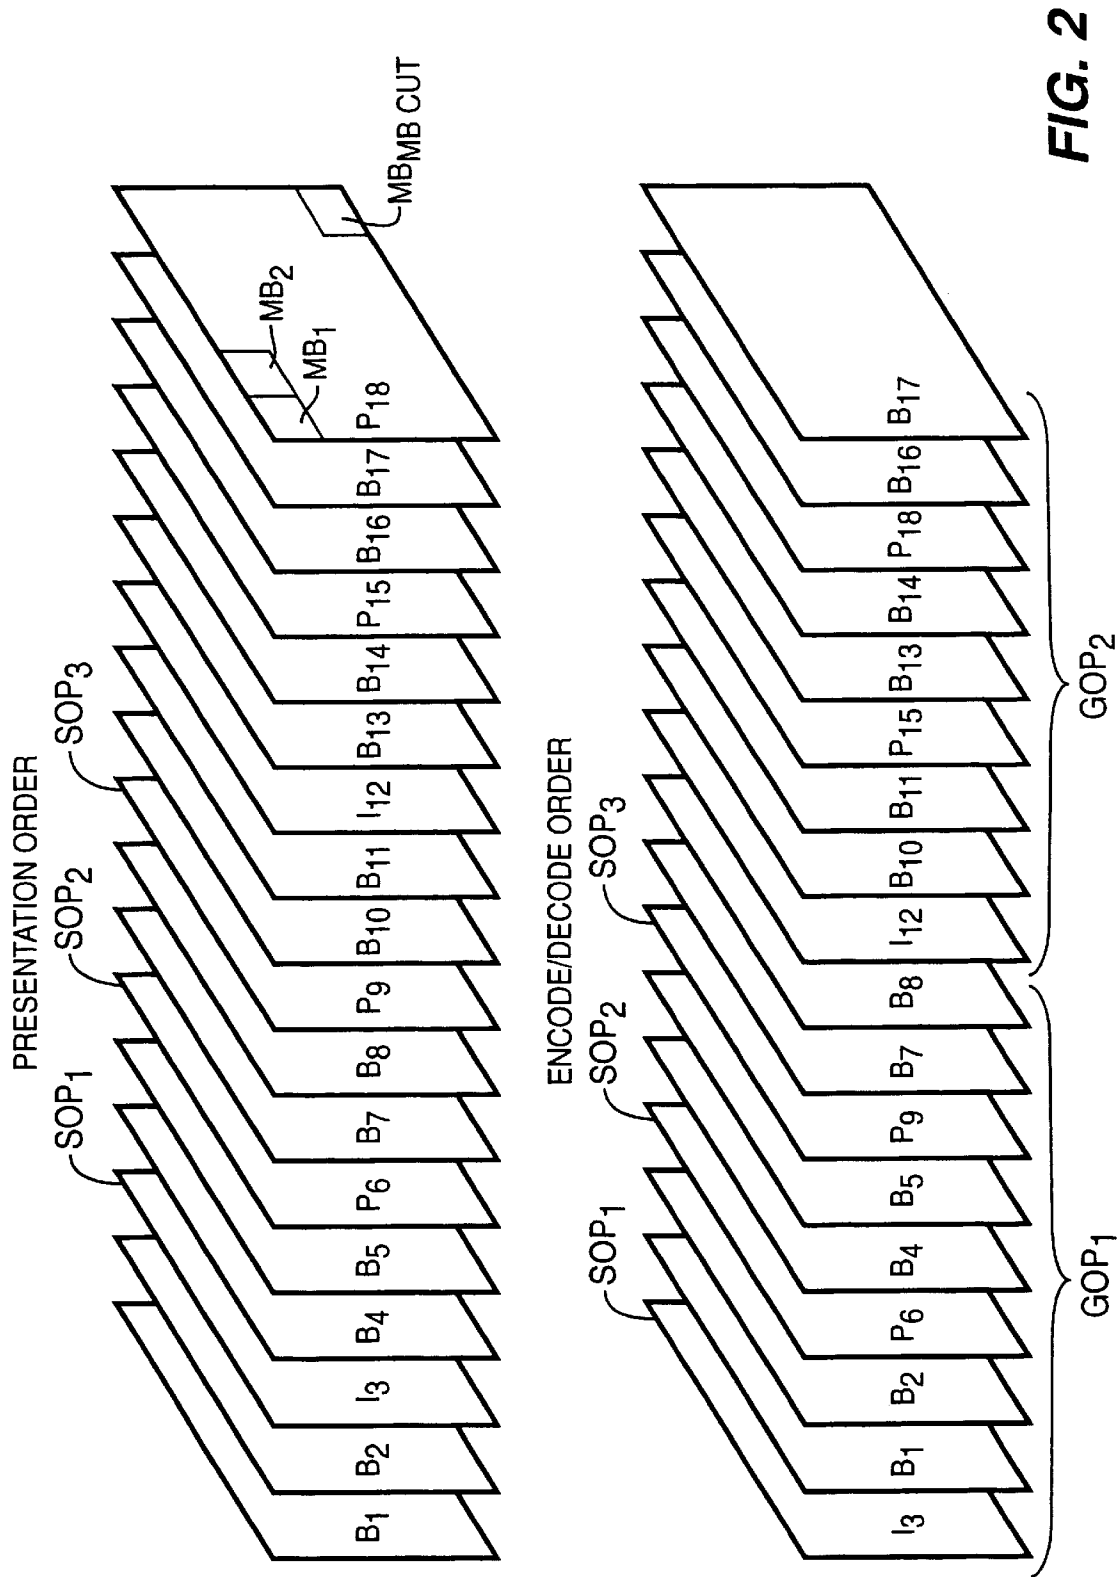 PRESENTATION ORDER
SOP1
SOP2
SOP3
B1 B2 I3 B4 B5 P6 B7 B8 P9 B10 B11 I12 B13 B14 P15 B16 B17 P18
MB1
MB2
MBMB CUT
ENCODE/DECODE ORDER
SOP1
SOP2
SOP3
I3 B1 B2 P6 B4 B5 P9 B7 B8 I12 B10 B11 P15 B13 B14 P18 B16 B17
GOP1
GOP2
FIG. 2